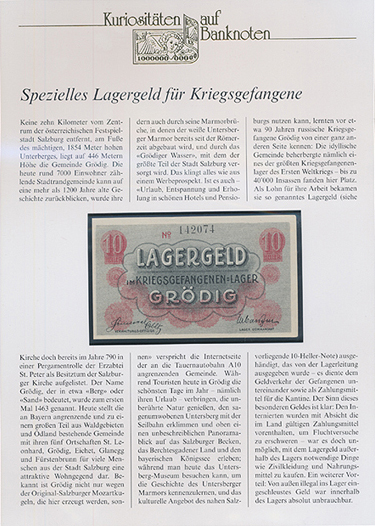 Kuriositäten auf
Banknoten
1000000 000
Spezielles Lagergeld für Kriegsgefangene
Keine zehn Kilometer vom Zen-
trum der österreichischen Festspiel-
stadt Salzburg entfernt, am Fuße
des mächtigen, 1854 Meter hohen
Unterberges, liegt auf 446 Metern
Höhe die Gemeinde Grödig. Die
heute rund 7000 Einwohner zählen-
de Stadtrandgemeinde kann auf
eine mehr als 1200 Jahre alte Ge-
schichte zurückblicken, wurde ihre
dern auch durch seine Marmorbrü-
che, in denen der weiße Untersberger
Marmor bereits seit der Römer-
zeit abgebaut wird, und durch das
«Grödiger Wasser», mit dem der
größte Teil der Stadt Salzburg ver-
sorgt wird. Das klingt alles wie aus
einem Werbeprospekt. Ist es auch –
«Urlaub, Entspannung und Erho-
lung in schönen Hotels und Pensio-
burgs nutzen kann, lernten vor et-
wa 90 Jahren russische Kriegsge-
fangene Grödig von einer ganz an-
deren Seite kennen: Die idyllische
Gemeinde beherbergte nämlich ei-
nes der größten Kriegsgefangenen-
lager des Ersten Weltkriegs – bis zu
40'000 Insassen fanden hier Platz.
Als Lohn für ihre Arbeit bekamen
sie so genanntes Lagergeld (siehe
10
Nº 142074
10
LAGERGELD
IM KRIEGSGEFANGENEN=LAGER
GRÖDIG
Kirche doch bereits im Jahre 790 in
einer Pergamentrolle der Erzabtei
St. Peter als Besitztum der Salzbur-
ger Kirche aufgelistet. Der Name
Grödig, der in etwa «Berg» oder
«Sand» bedeutet, wurde zum ersten
Mal 1463 genannt. Heute stellt die
an Bayern angrenzende und zu ei-
nem großen Teil aus Waldgebieten
und Ödland bestehende Gemeinde
mit ihren fünf Ortschaften St. Le-
onhard, Grödig, Eichet, Glanegg
und Fürstenbrunn für viele Men-
schen aus der Stadt Salzburg eine
attraktive Wohngegend dar. Be-
kannt ist Grödig nicht nur wegen
der Original-Salzburger Mozartku-
geln, die hier erzeugt werden, son-
nen» verspricht die Internetseite
der an die Tauernautobahn A10
angrenzenden Gemeinde. Wäh-
rend Touristen heute in Grödig die
schönsten Tage im Jahr – nämlich
ihren Urlaub – verbringen, die un-
berührte Natur genießen, den sa-
genumwobenen Untersberg mit der
Seilbahn erklimmen und oben ei-
nen unbeschreiblichen Panorama-
blick auf das Salzburger Becken,
das Berchtesgadener Land und den
bayerischen Königssee erleben;
während man heute das Unters-
berg-Museum besuchen kann, um
die Geschichte des Untersberger
Marmors kennenzulernen, und das
kulturelle Angebot des nahen Salz-
vorliegende 10-Heller-Note) ausge-
händigt, das von der Lagerleitung
ausgegeben wurde – es diente dem
Geldverkehr der Gefangenen un-
tereinander sowie als Zahlungsmit-
tel für die Kantine. Der Sinn dieses
besonderen Geldes ist klar: Den In-
ternierten wurden mit Absicht die
im Land gültigen Zahlungsmittel
vorenthalten, um Fluchtversuche
zu erschweren – war es doch un-
möglich, mit dem Lagergeld außer-
halb des Lagers notwendige Dinge
wie Zivilkleidung und Nahrungs-
mittel zu kaufen. Ein weiterer Vor-
teil: Von außen illegal ins Lager ein-
geschleustes Geld war innerhalb
des Lagers absolut unbrauchbar.